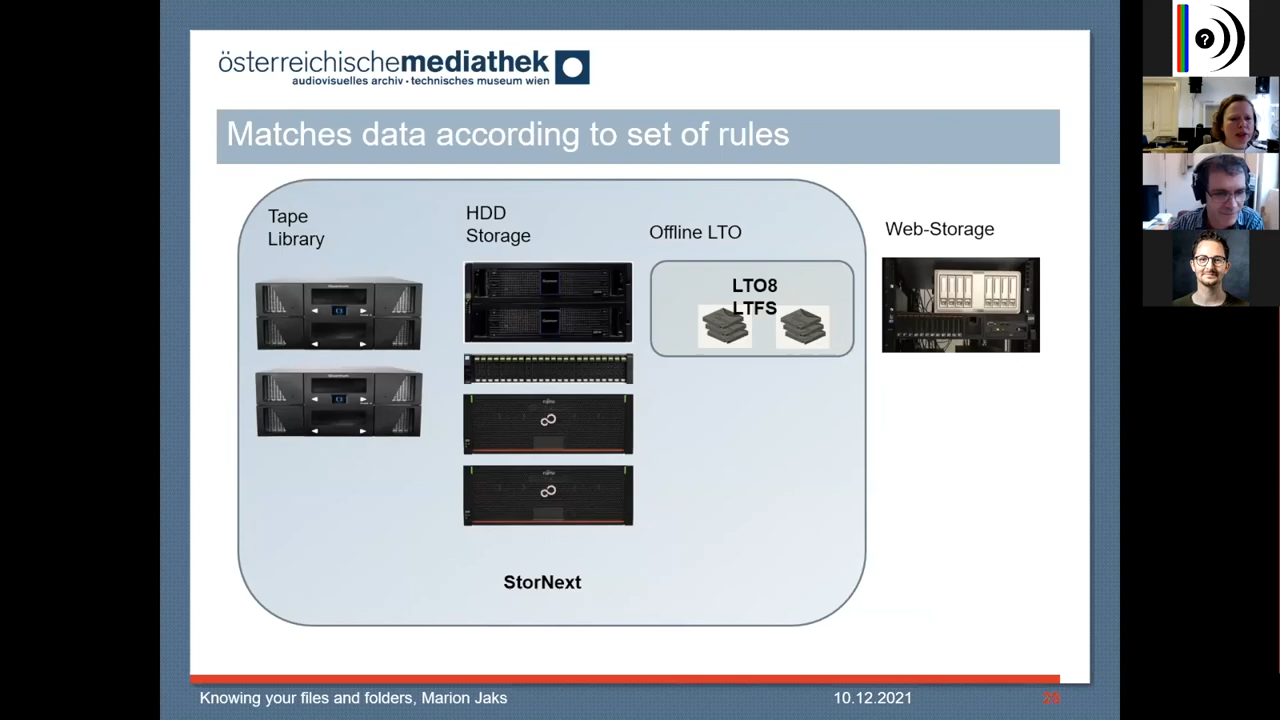 österreichischemediathek
audiovisuelles archiv · technisches museum wien
Matches data according to set of rules
Tape
Library
HDD
Storage
Offline LTO
Web-Storage
LTO8
LTFS
StorNext
Knowing your files and folders, Marion Jaks
10.12.2021
?